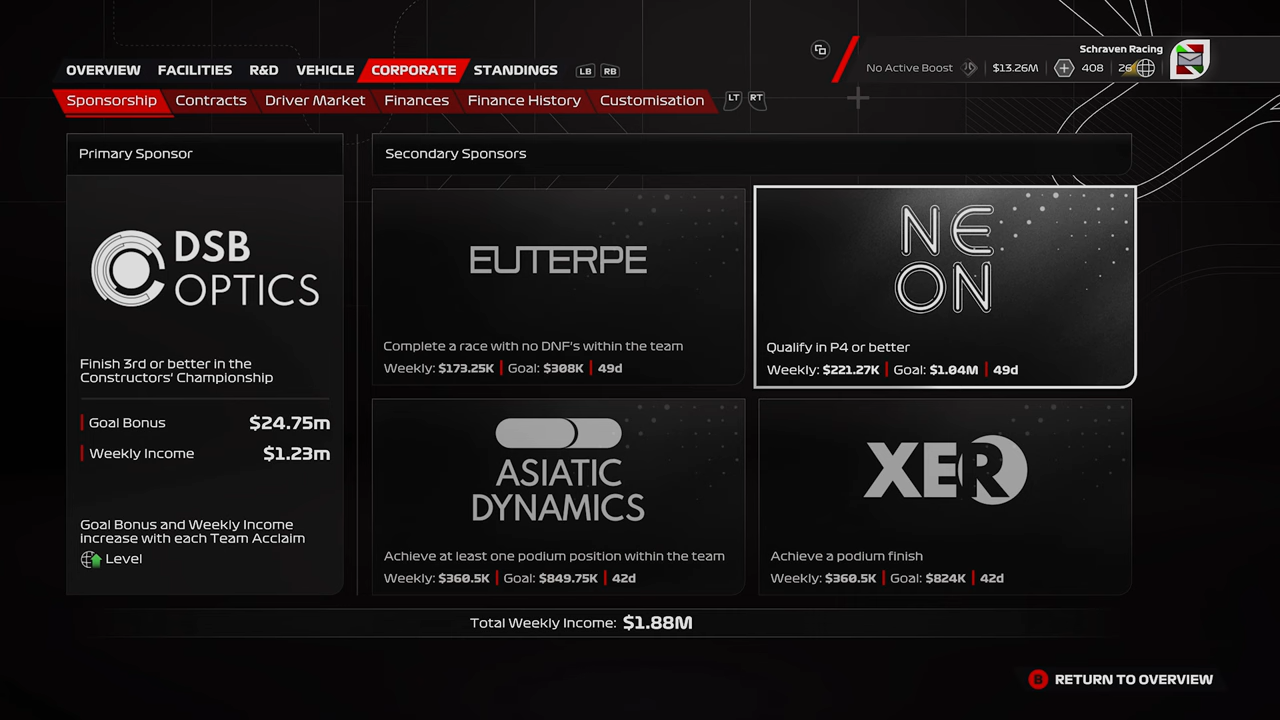 Schraven Racing
OVERVIEW FACILITIES R&D VEHICLE CORPORATE STANDINGS LB RB
No Active Boost $13.26M 408 26
Sponsorship Contracts Driver Market Finances Finance History Customisation LT RT
Primary Sponsor
DSB
OPTICS
Finish 3rd or better in the
Constructors' Championship
Goal Bonus $24.75m
Weekly Income $1.23m
Goal Bonus and Weekly Income
increase with each Team Acclaim
Level
Secondary Sponsors
EUTERPE
Complete a race with no DNF's within the team
Weekly: $173.25K Goal: $308K 49d
NE
ON
Qualify in P4 or better
Weekly: $221.27K Goal: $1.04M 49d
ASIATIC
DYNAMICS
Achieve at least one podium position within the team
Weekly: $360.5K Goal: $849.75K 42d
XER
Achieve a podium finish
Weekly: $360.5K Goal: $824K 42d
Total Weekly Income: $1.88M
B RETURN TO OVERVIEW